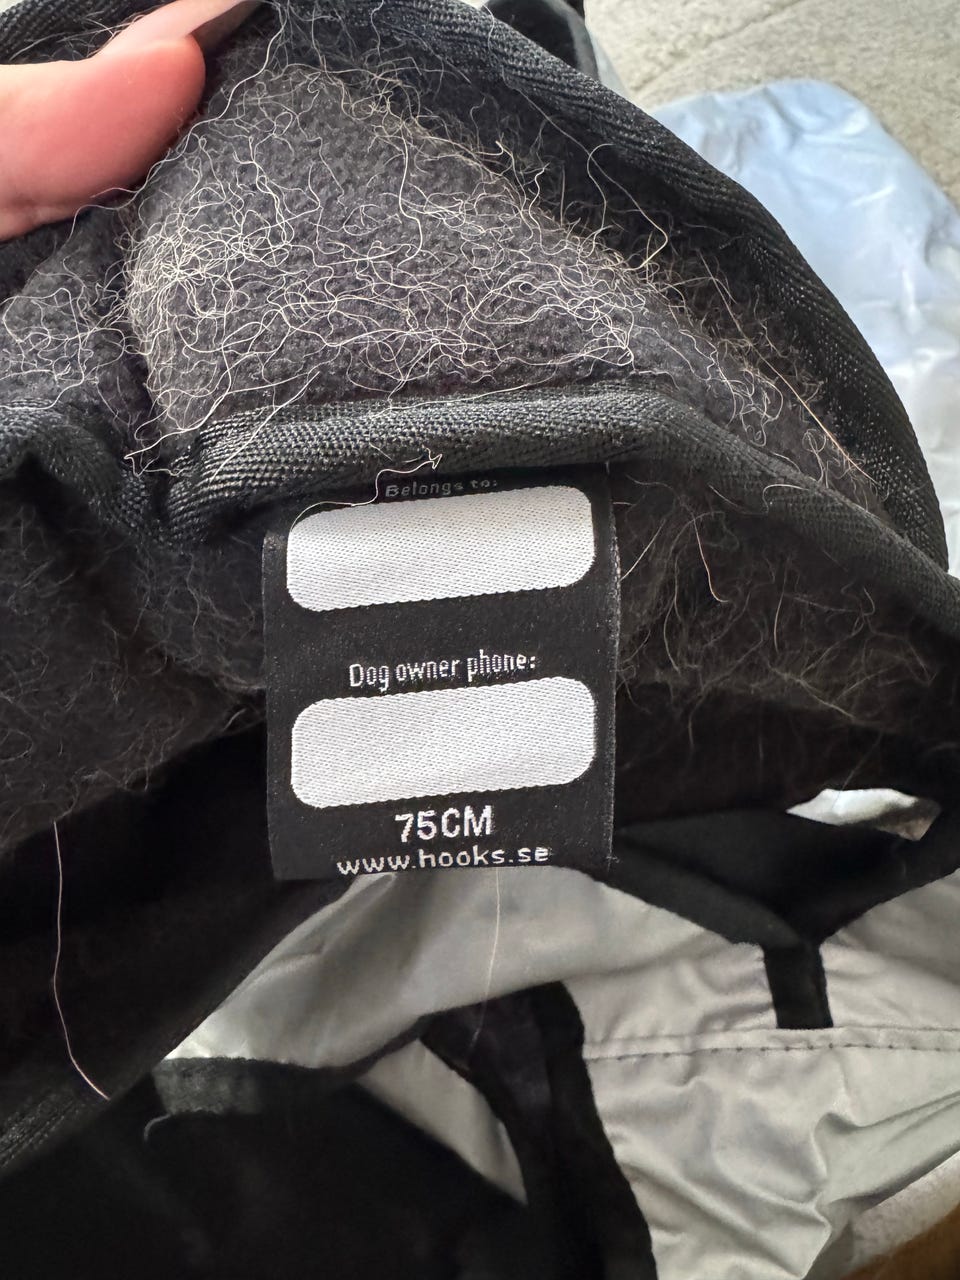 Belongs to:
Dog owner phone:
75CM
www.hooks.se